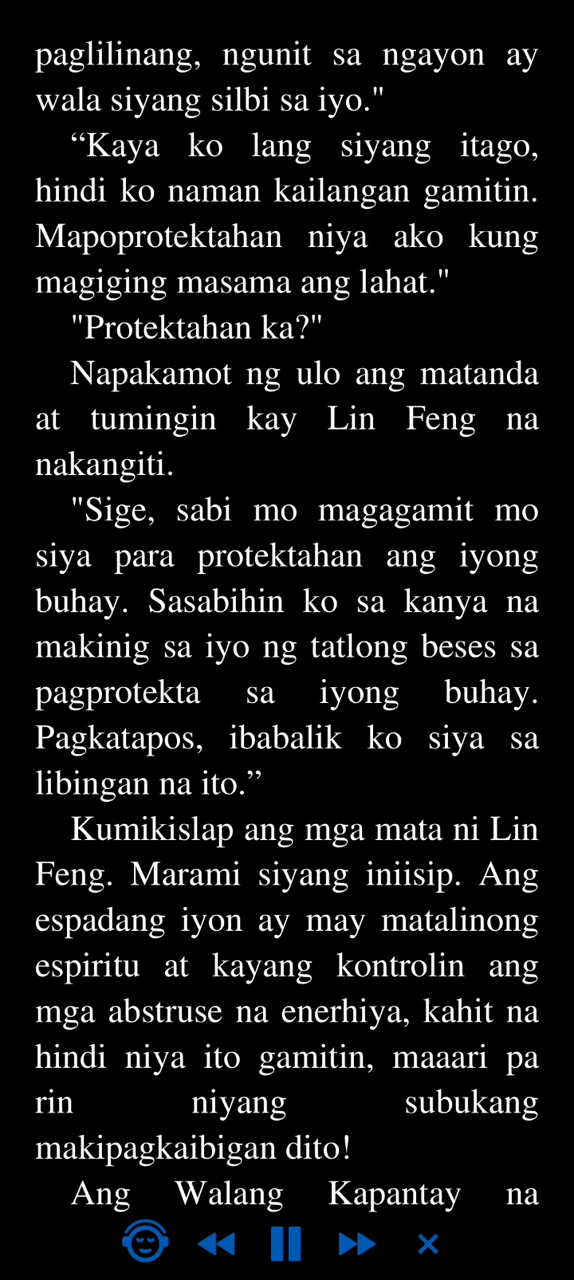 paglilinang, ngunit sa ngayon ay
wala siyang silbi sa iyo."
“Kaya ko lang siyang itago,
hindi ko naman kailangan gamitin.
Mapoprotektahan niya ako kung
magiging masama ang lahat."
"Protektahan ka?"
Napakamot ng ulo ang matanda
at tumingin kay Lin Feng na
nakangiti.
"Sige, sabi mo magagamit mo
siya para protektahan ang iyong
buhay. Sasabihin ko sa kanya na
makinig sa iyo ng tatlong beses sa
pagprotekta sa iyong buhay.
Pagkatapos, ibabalik ko siya sa
libingan na ito.”
Kumikislap ang mga mata ni Lin
Feng. Marami siyang iniisip. Ang
espadang iyon ay may matalinong
espiritu at kayang kontrolin ang
mga abstruse na enerhiya, kahit na
hindi niya ito gamitin, maaari pa
rin niyang subukang
makipagkaibigan dito!
Ang Walang Kapantay na